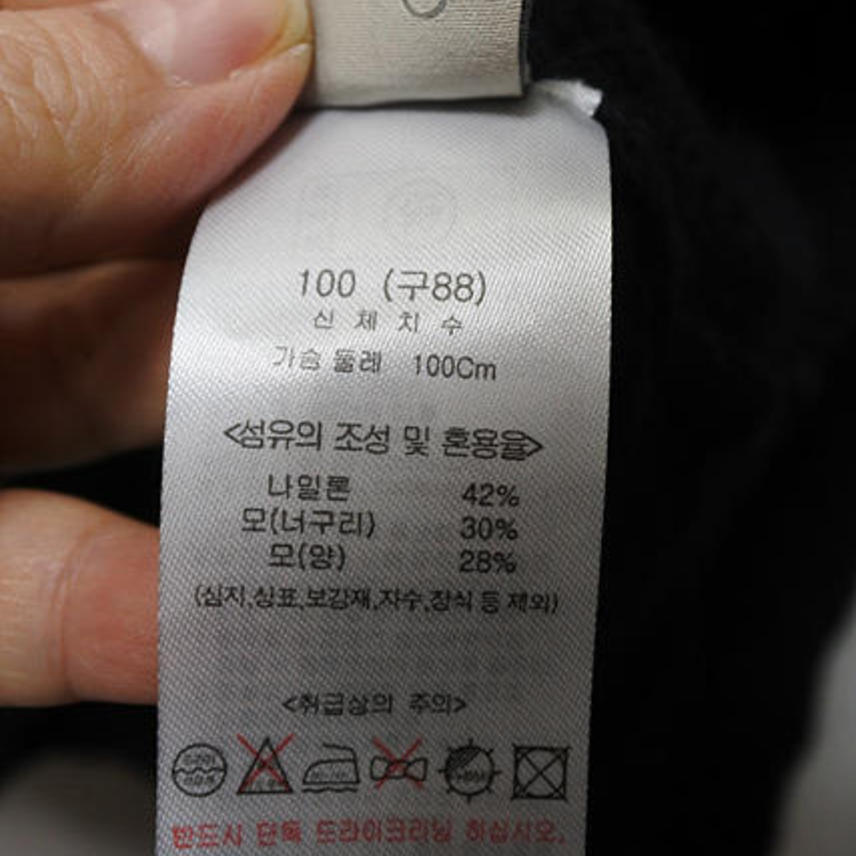 100 (구88)
신 체 치 수
가슴 둘레 100Cm
<섬유의 조성 및 혼용율>
나일론 42%
모(너구리) 30%
모(양) 28%
(심지,상표,보강재,자수,장식 등 제외)
<취급상의 주의>
드라이
반드시 단독 드라이크리닝 하십시오.